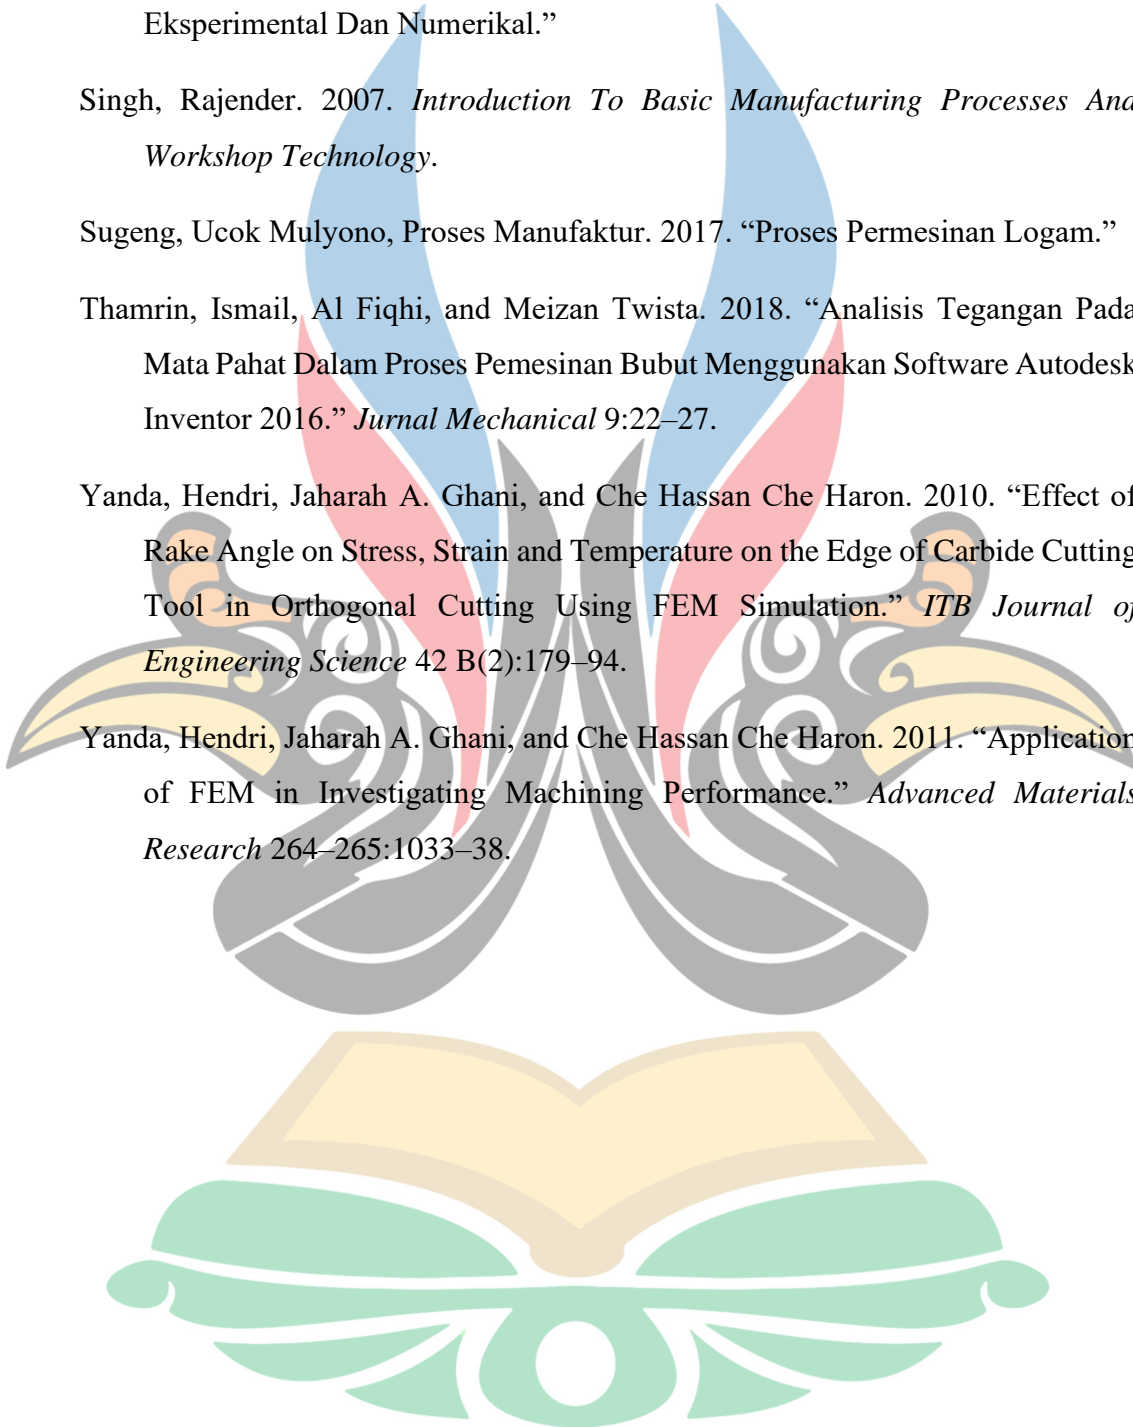 Eksperimental Dan Numerikal.”
Singh, Rajender. 2007. Introduction To Basic Manufacturing Processes And
Workshop Technology.
Sugeng, Ucok Mulyono, Proses Manufaktur. 2017. “Proses Permesinan Logam.”
Thamrin, Ismail, Al Fiqhi, and Meizan Twista. 2018. “Analisis Tegangan Pada
Mata Pahat Dalam Proses Pemesinan Bubut Menggunakan Software Autodesk
Inventor 2016.” Jurnal Mechanical 9:22–27.
Yanda, Hendri, Jaharah A. Ghani, and Che Hassan Che Haron. 2010. “Effect of
Rake Angle on Stress, Strain and Temperature on the Edge of Carbide Cutting
Tool in Orthogonal Cutting Using FEM Simulation.” ITB Journal of
Engineering Science 42 B(2):179–94.
Yanda, Hendri, Jaharah A. Ghani, and Che Hassan Che Haron. 2011. “Application
of FEM in Investigating Machining Performance.” Advanced Materials
Research 264–265:1033–38.